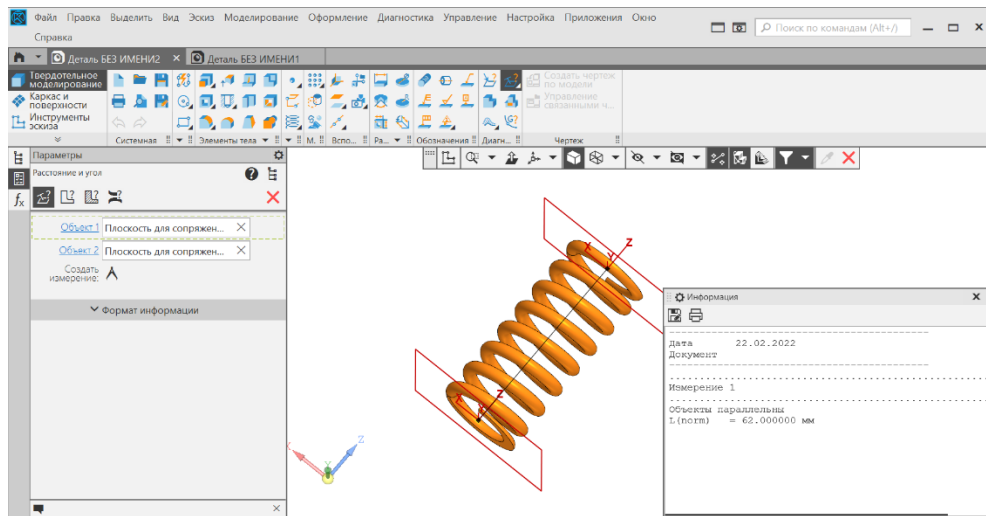 Файл Правка Выделить Вид Эскиз Моделирование Оформление Диагностика Управление Настройка Приложения Окно
Справка
Поиск по командам (Alt+/)
Деталь БЕЗ ИМЕНИ2
Деталь БЕЗ ИМЕНИ1
Твердотельное
моделирование
Каркас и
поверхности
Инструменты
эскиза
Создать чертеж
по модели
Управление
связанными ч...
Системная
Элементы тела
М.
Вспо...
Ра...
Обозначения
Диагн...
Чертеж
Параметры
Расстояние и угол
Объект 1 Плоскость для сопряжен...
Объект 2 Плоскость для сопряжен...
Создать
измерение:
Формат информации
X
Y
Z
X
Y
Z
X
Y
Z
Информация
Дата 22.02.2022
Документ
Измерение 1
Объекты параллельны
L(norm) = 62.000000 мм